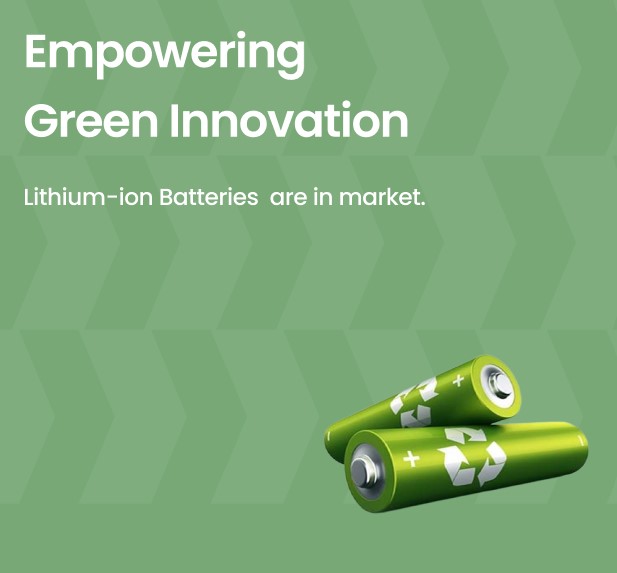 Empowering
Green Innovation
Lithium-ion Batteries  are in market.
+
+